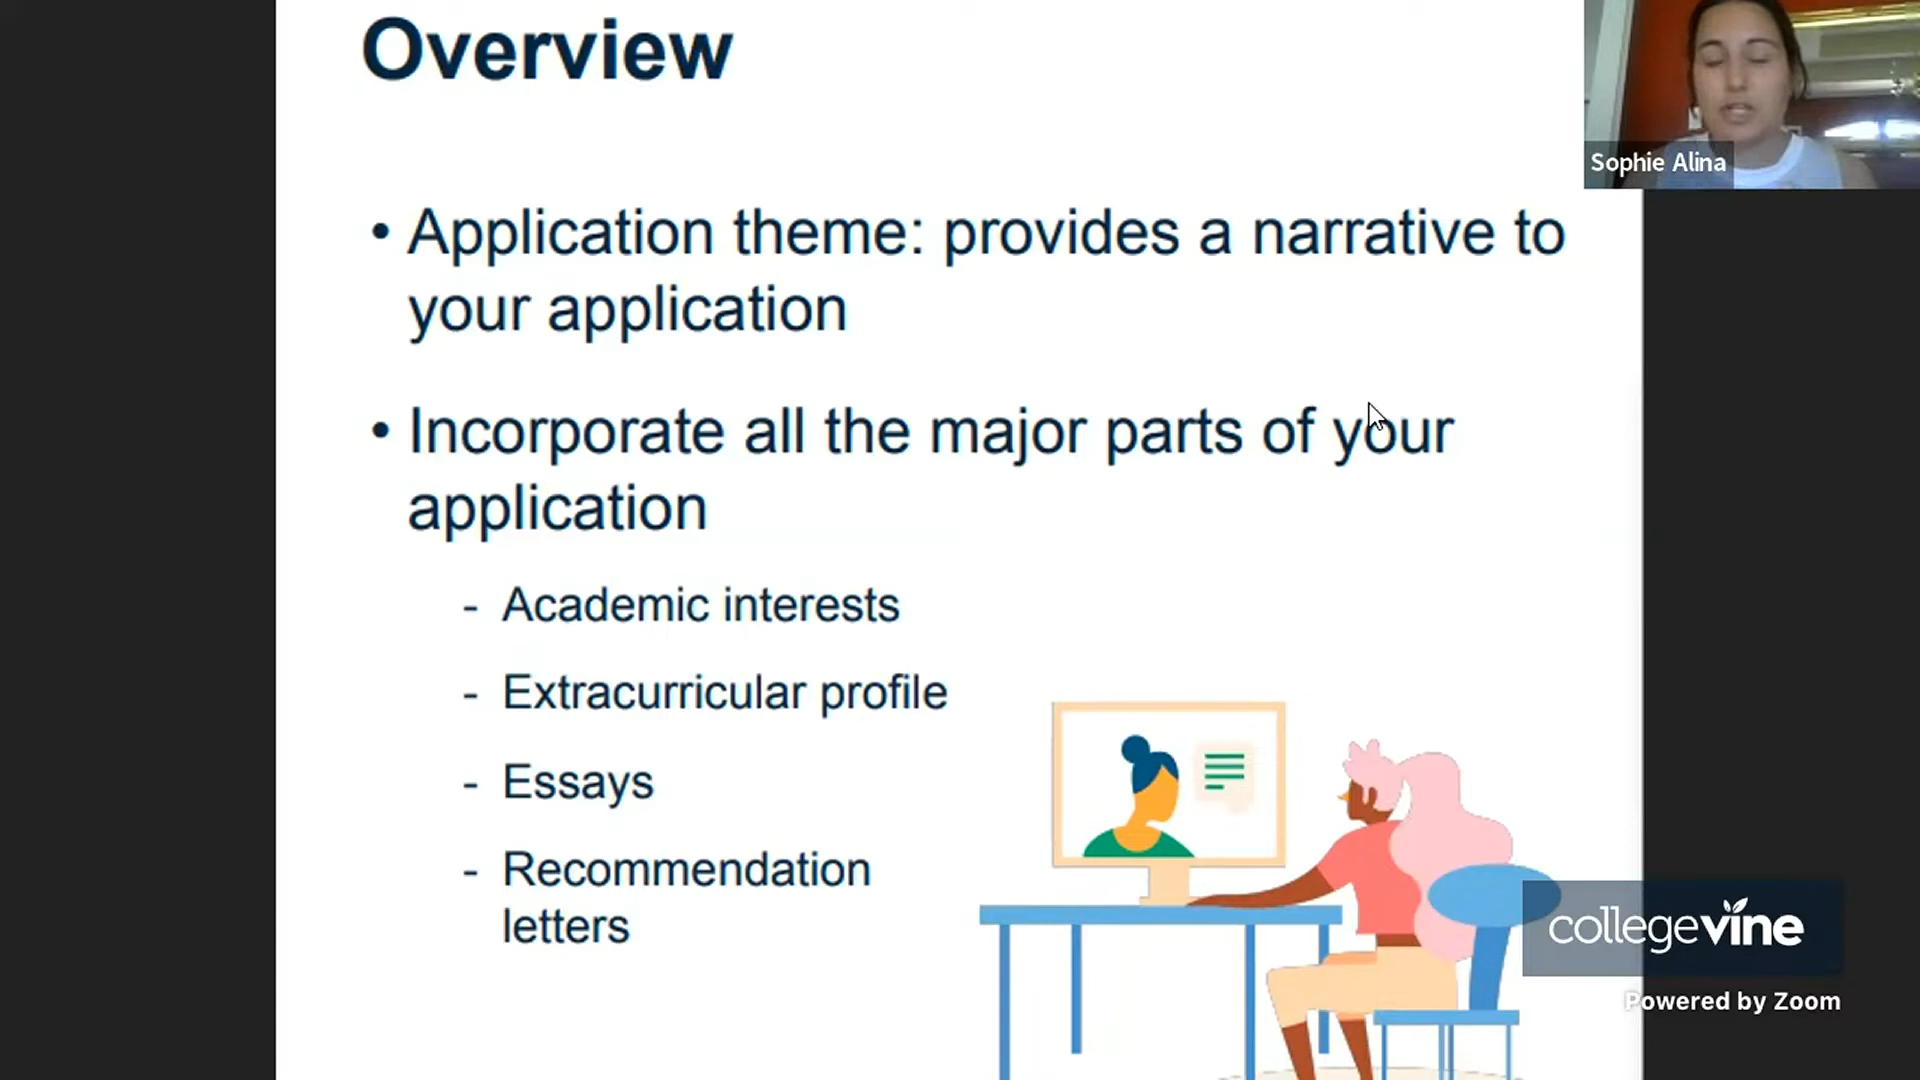 Overview
Sophie Alina
• Application theme: provides a narrative to
your application
• Incorporate all the major parts of your
application
- Academic interests
- Extracurricular profile
- Essays
- Recommendation
letters
collegevine
Powered by Zoom